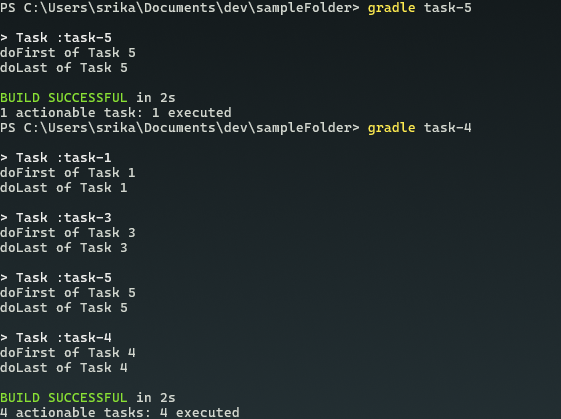 PS C:\Users\srika\Documents\dev\sampleFolder> gradle task-5
> Task :task-5
doFirst of Task 5
doLast of Task 5
BUILD SUCCESSFUL in 2s
1 actionable task: 1 executed
PS C:\Users\srika\Documents\dev\sampleFolder> gradle task-4
> Task :task-1
doFirst of Task 1
doLast of Task 1
> Task :task-3
doFirst of Task 3
doLast of Task 3
> Task :task-5
doFirst of Task 5
doLast of Task 5
> Task :task-4
doFirst of Task 4
doLast of Task 4
BUILD SUCCESSFUL in 2s
4 actionable tasks: 4 executed